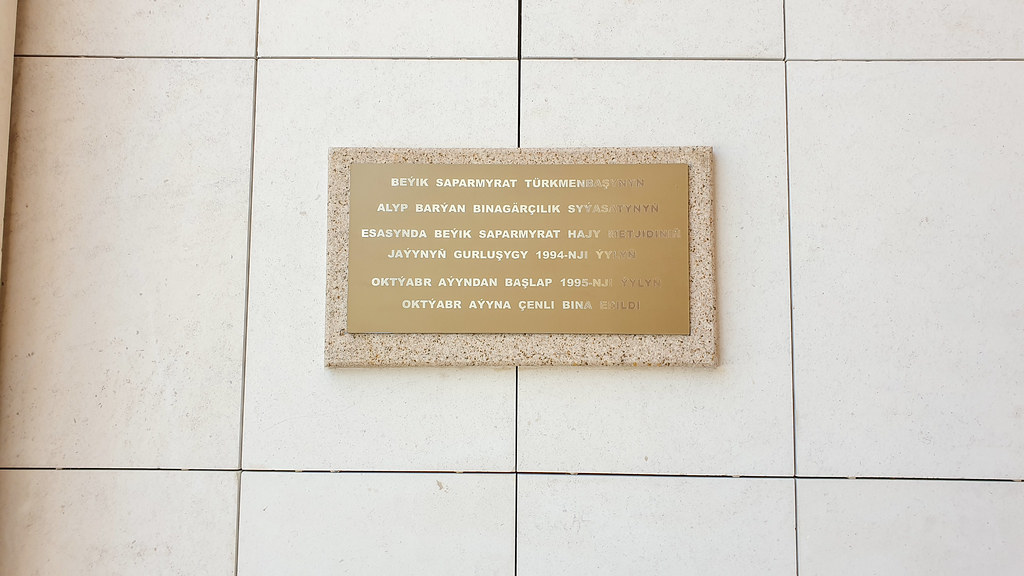 BEÝIK SAPARMYRAT TÜRKMENBAŞYNYŇ
ALYP BARÝAN BINAGÄRÇILIK SYÝASATYNYŇ
ESASYNDA BEÝIK SAPARMYRAT HAJY METJIDINIŇ
JAÝYNYŇ GURLUŞYGY 1994-NJI ÝYLYŇ
OKTÝABR AÝYNDAN BAŞLAP 1995-NJI ÝYLYŇ
OKTÝABR AÝYNA ÇENLI BINA EDILDI